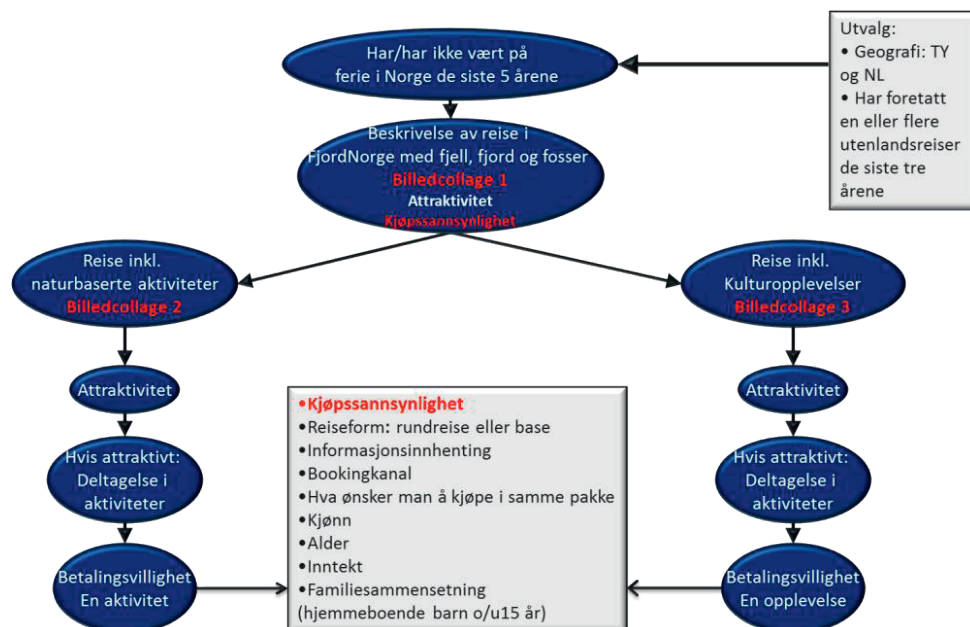 Har/har ikke vært på
ferie i Norge de siste 5 årene
Utvalg:
• Geografi: TY
og NL
• Har foretatt
en eller flere
utenlandsreiser
de siste tre
årene
Beskrivelse av reise i
FjordNorge med fjell, fjord og fosser
Billedcollage 1
Attraktivitet
Kjøpssannsynlighet
Reise inkl.
naturbaserte aktiviteter
Billedcollage 2
Reise inkl.
Kulturopplevelser
Billedcollage 3
Attraktivitet
Attraktivitet
Hvis attraktivt:
Deltagelse i
aktiviteter
Hvis attraktivt:
Deltagelse i
aktiviteter
Betalingsvillighet
En aktivitet
•Kjøpssannsynlighet
•Reiseform: rundreise eller base
•Informasjonsinnhenting
•Bookingkanal
•Hva ønsker man å kjøpe i samme pakke
•Kjønn
•Alder
•Inntekt
•Familiesammensetning
(hjemmeboende barn o/u15 år)
Betalingsvillighet
En opplevelse